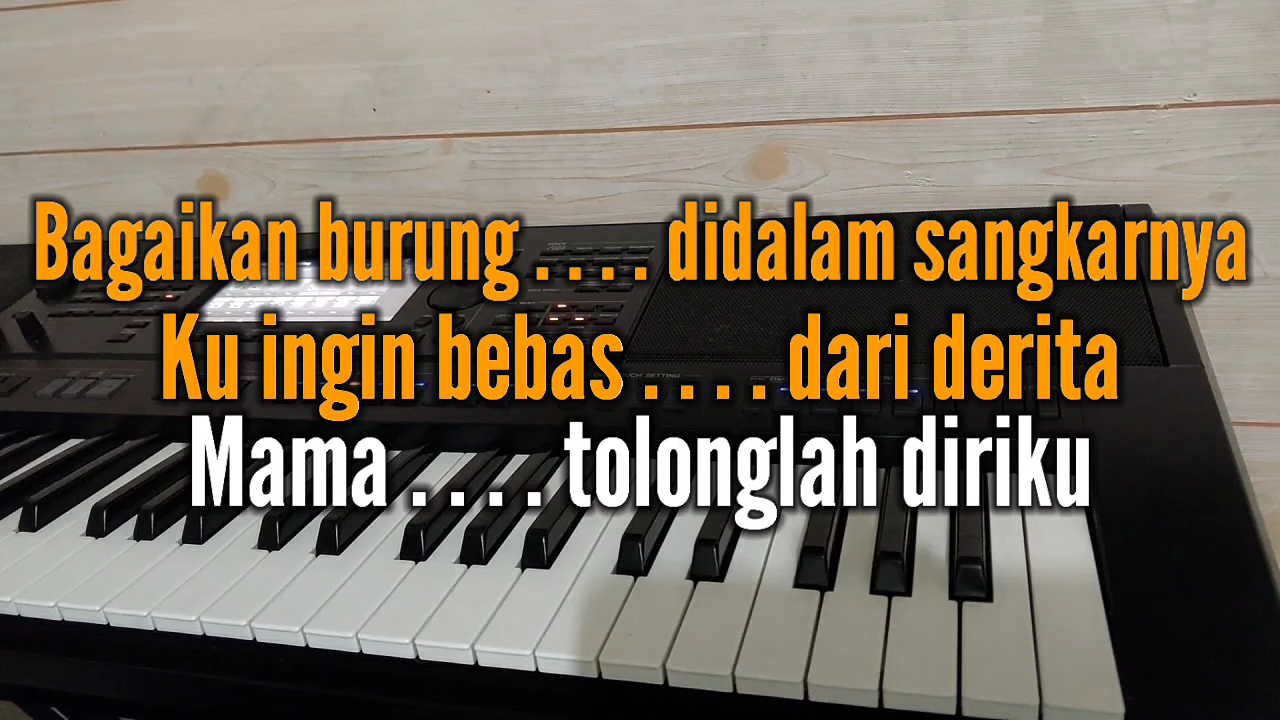 Bagaikan burung . . . . didalam sangkarnya
Ku ingin bebas . . . . dari derita
Mama . . . . tolonglah diriku